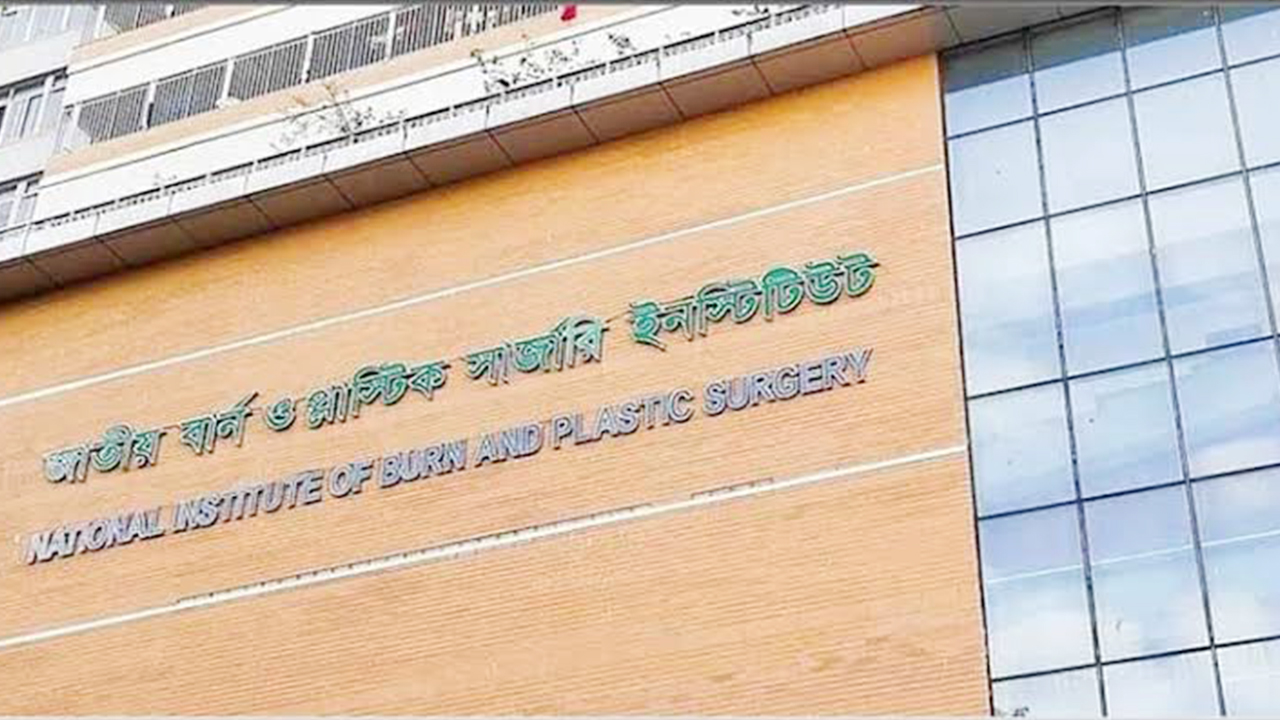 জাতীয় বার্ন ও প্লাস্টিক সার্জারি ইনস্টিটিউট
NATIONAL INSTITUTE OF BURN AND PLASTIC SURGERY